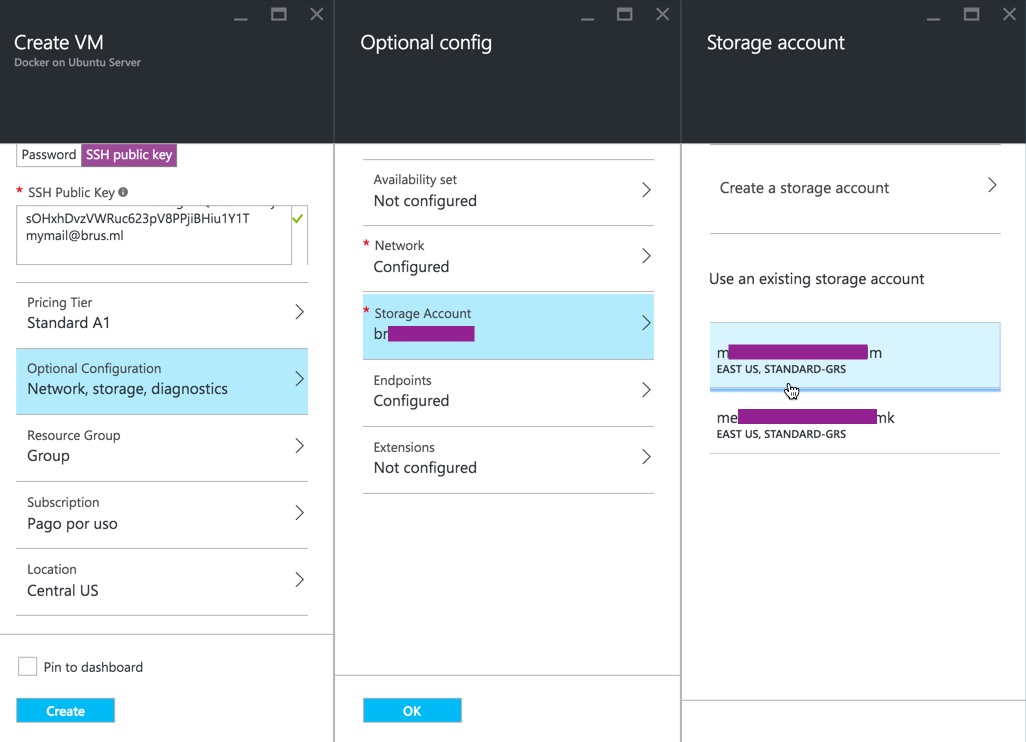 Create VM
Docker on Ubuntu Server
Password SSH public key
* SSH Public Key
sOHxhDvzVWRuc623pV8PPjiBHiu1Y1T
mymail@brus.ml
Pricing Tier
Standard A1
Optional Configuration
Network, storage, diagnostics
Resource Group
Group
Subscription
Pago por uso
Location
Central US
Pin to dashboard
Create
Optional config
Availability set
Not configured
* Network
Configured
* Storage Account
br
Endpoints
Configured
Extensions
Not configured
OK
Storage account
Create a storage account
Use an existing storage account
m m
EAST US, STANDARD-GRS
me mk
EAST US, STANDARD-GRS